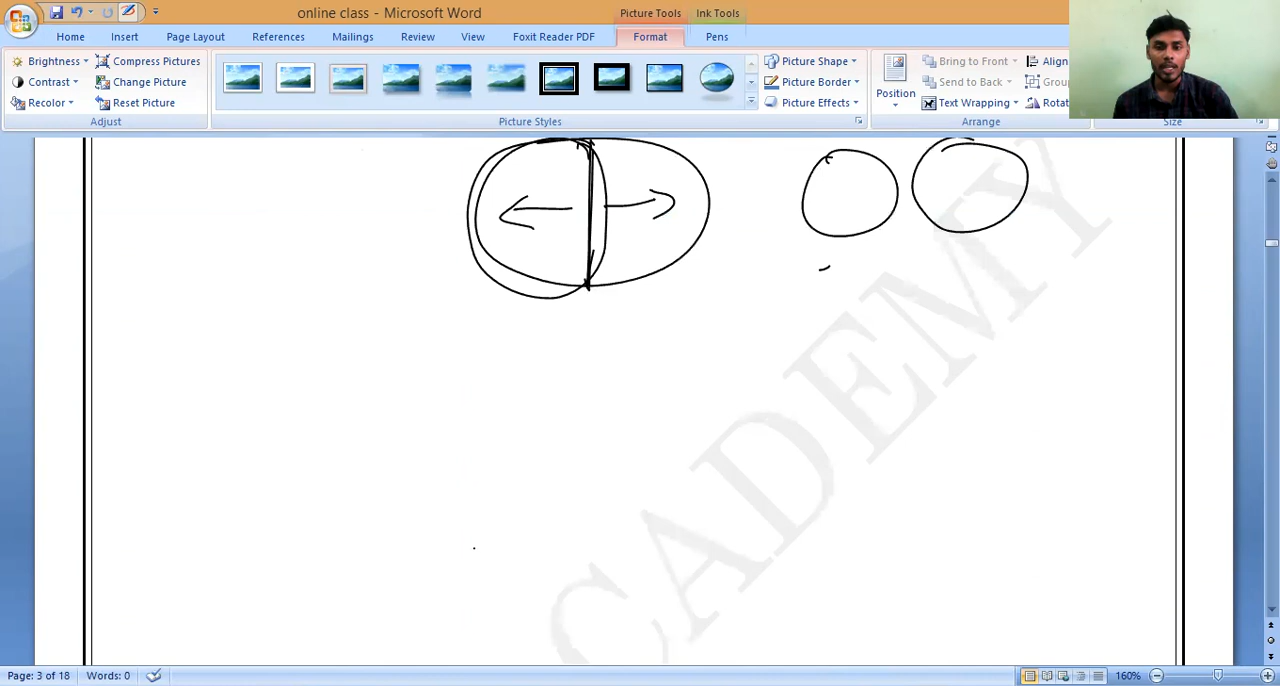 online class - Microsoft Word
Picture Tools
Ink Tools
Home
Insert
Page Layout
References
Mailings
Review
View
Foxit Reader PDF
Format
Pens
Brightness
Compress Pictures
Picture Shape
Bring to Front
Align
Contrast
Change Picture
Picture Border
Position
Send to Back
Recolor
Reset Picture
Picture Effects
Text Wrapping
Adjust
Picture Styles
Arrange
Size
CADEMY
Page: 3 of 18
Words: 0
160%